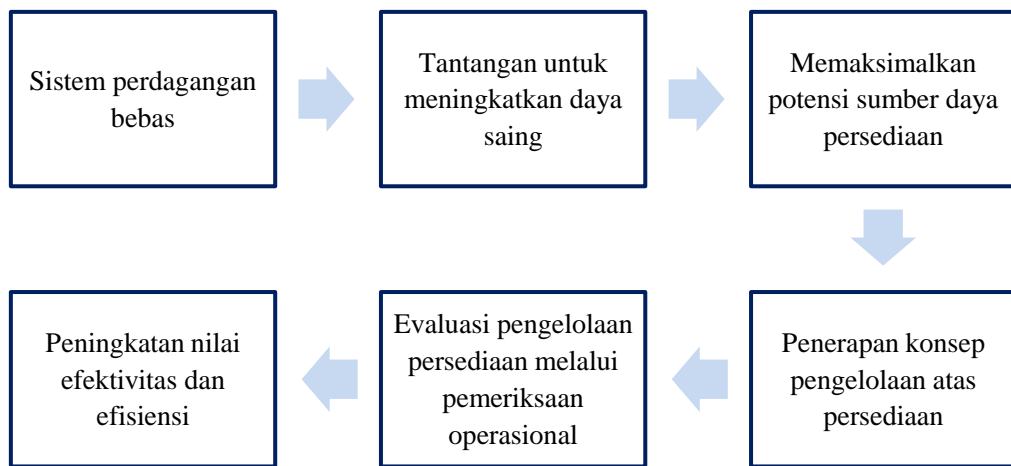 Sistem perdagangan
bebas
Tantangan untuk
meningkatkan daya
saing
Memaksimalkan
potensi sumber daya
persediaan
Penerapan konsep
pengelolaan atas
persediaan
Evaluasi pengelolaan
persediaan melalui
pemeriksaan
operasional
Peningkatan nilai
efektivitas dan
efisiensi